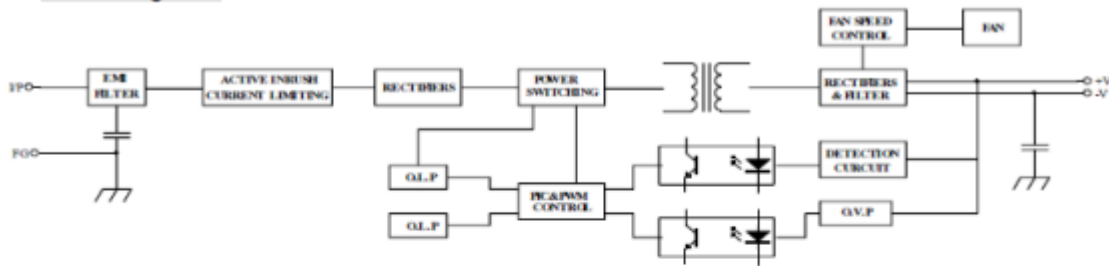 FAN SPEED
CONTROL
FAN
EMI
FILTER
ACTIVE INRUSH
CURRENT LIMITING
RECTIFIERS
POWER
SWITCHING
RECTIFIERS
& FILTER
I/P
+V
-V
FG
O.L.P
PIC&PWM
CONTROL
DETECTION
CURCUIT
O.L.P
O.V.P